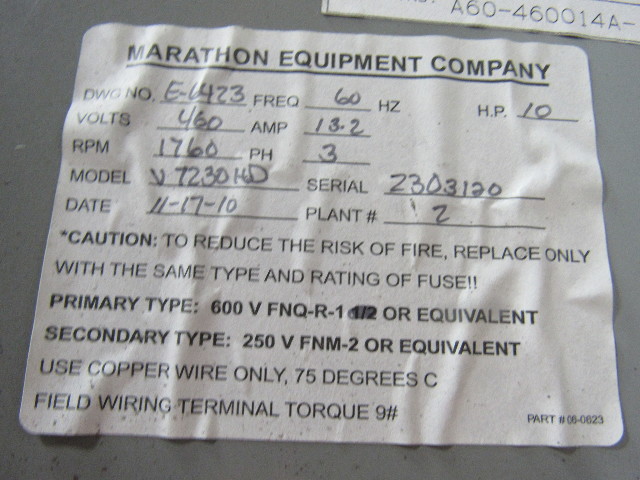 A60-460014A-
MARATHON EQUIPMENT COMPANY
DWG NO. E-6423 FREQ 60 HZ H.P. 10
VOLTS 460 AMP 13.2
RPM 1760 PH 3
MODEL V7230HD SERIAL 2303120
DATE 11-17-10 PLANT # 2
*CAUTION: TO REDUCE THE RISK OF FIRE, REPLACE ONLY
WITH THE SAME TYPE AND RATING OF FUSE!!
PRIMARY TYPE: 600 V FNQ-R-1 1/2 OR EQUIVALENT
SECONDARY TYPE: 250 V FNM-2 OR EQUIVALENT
USE COPPER WIRE ONLY, 75 DEGREES C
FIELD WIRING TERMINAL TORQUE 9#
PART # 06-0623